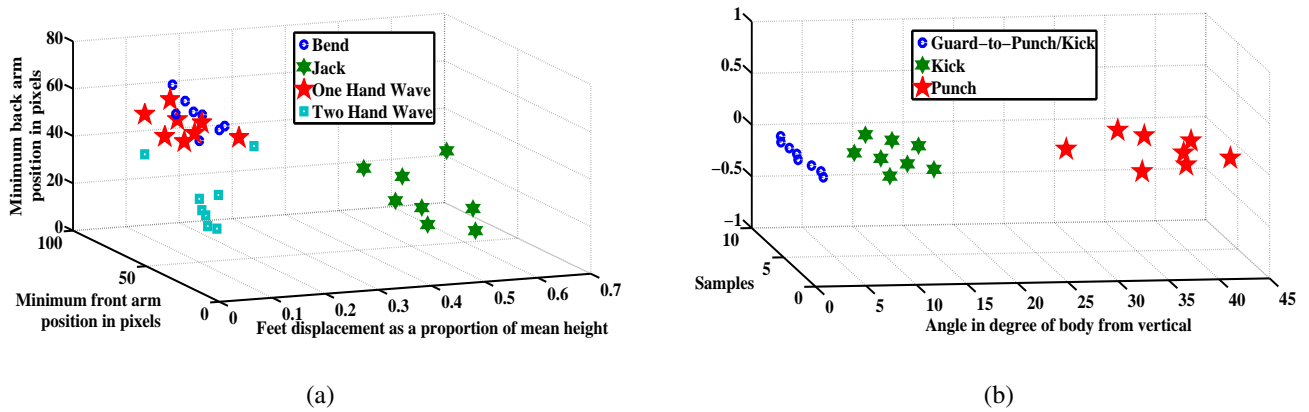 80
60
40
20
0
Minimum back arm
position in pixels
100
50
0
Minimum front arm
position in pixels
0
0.1
0.2
0.3
0.4
0.5
0.6
0.7
Feet displacement as a proportion of mean height
Bend
Jack
One Hand Wave
Two Hand Wave
(a)
1
0.5
0
−0.5
−1
10
5
0
Samples
0
5
10
15
20
25
30
35
40
45
Angle in degree of body from vertical
Guard−to−Punch/Kick
Kick
Punch
(b)